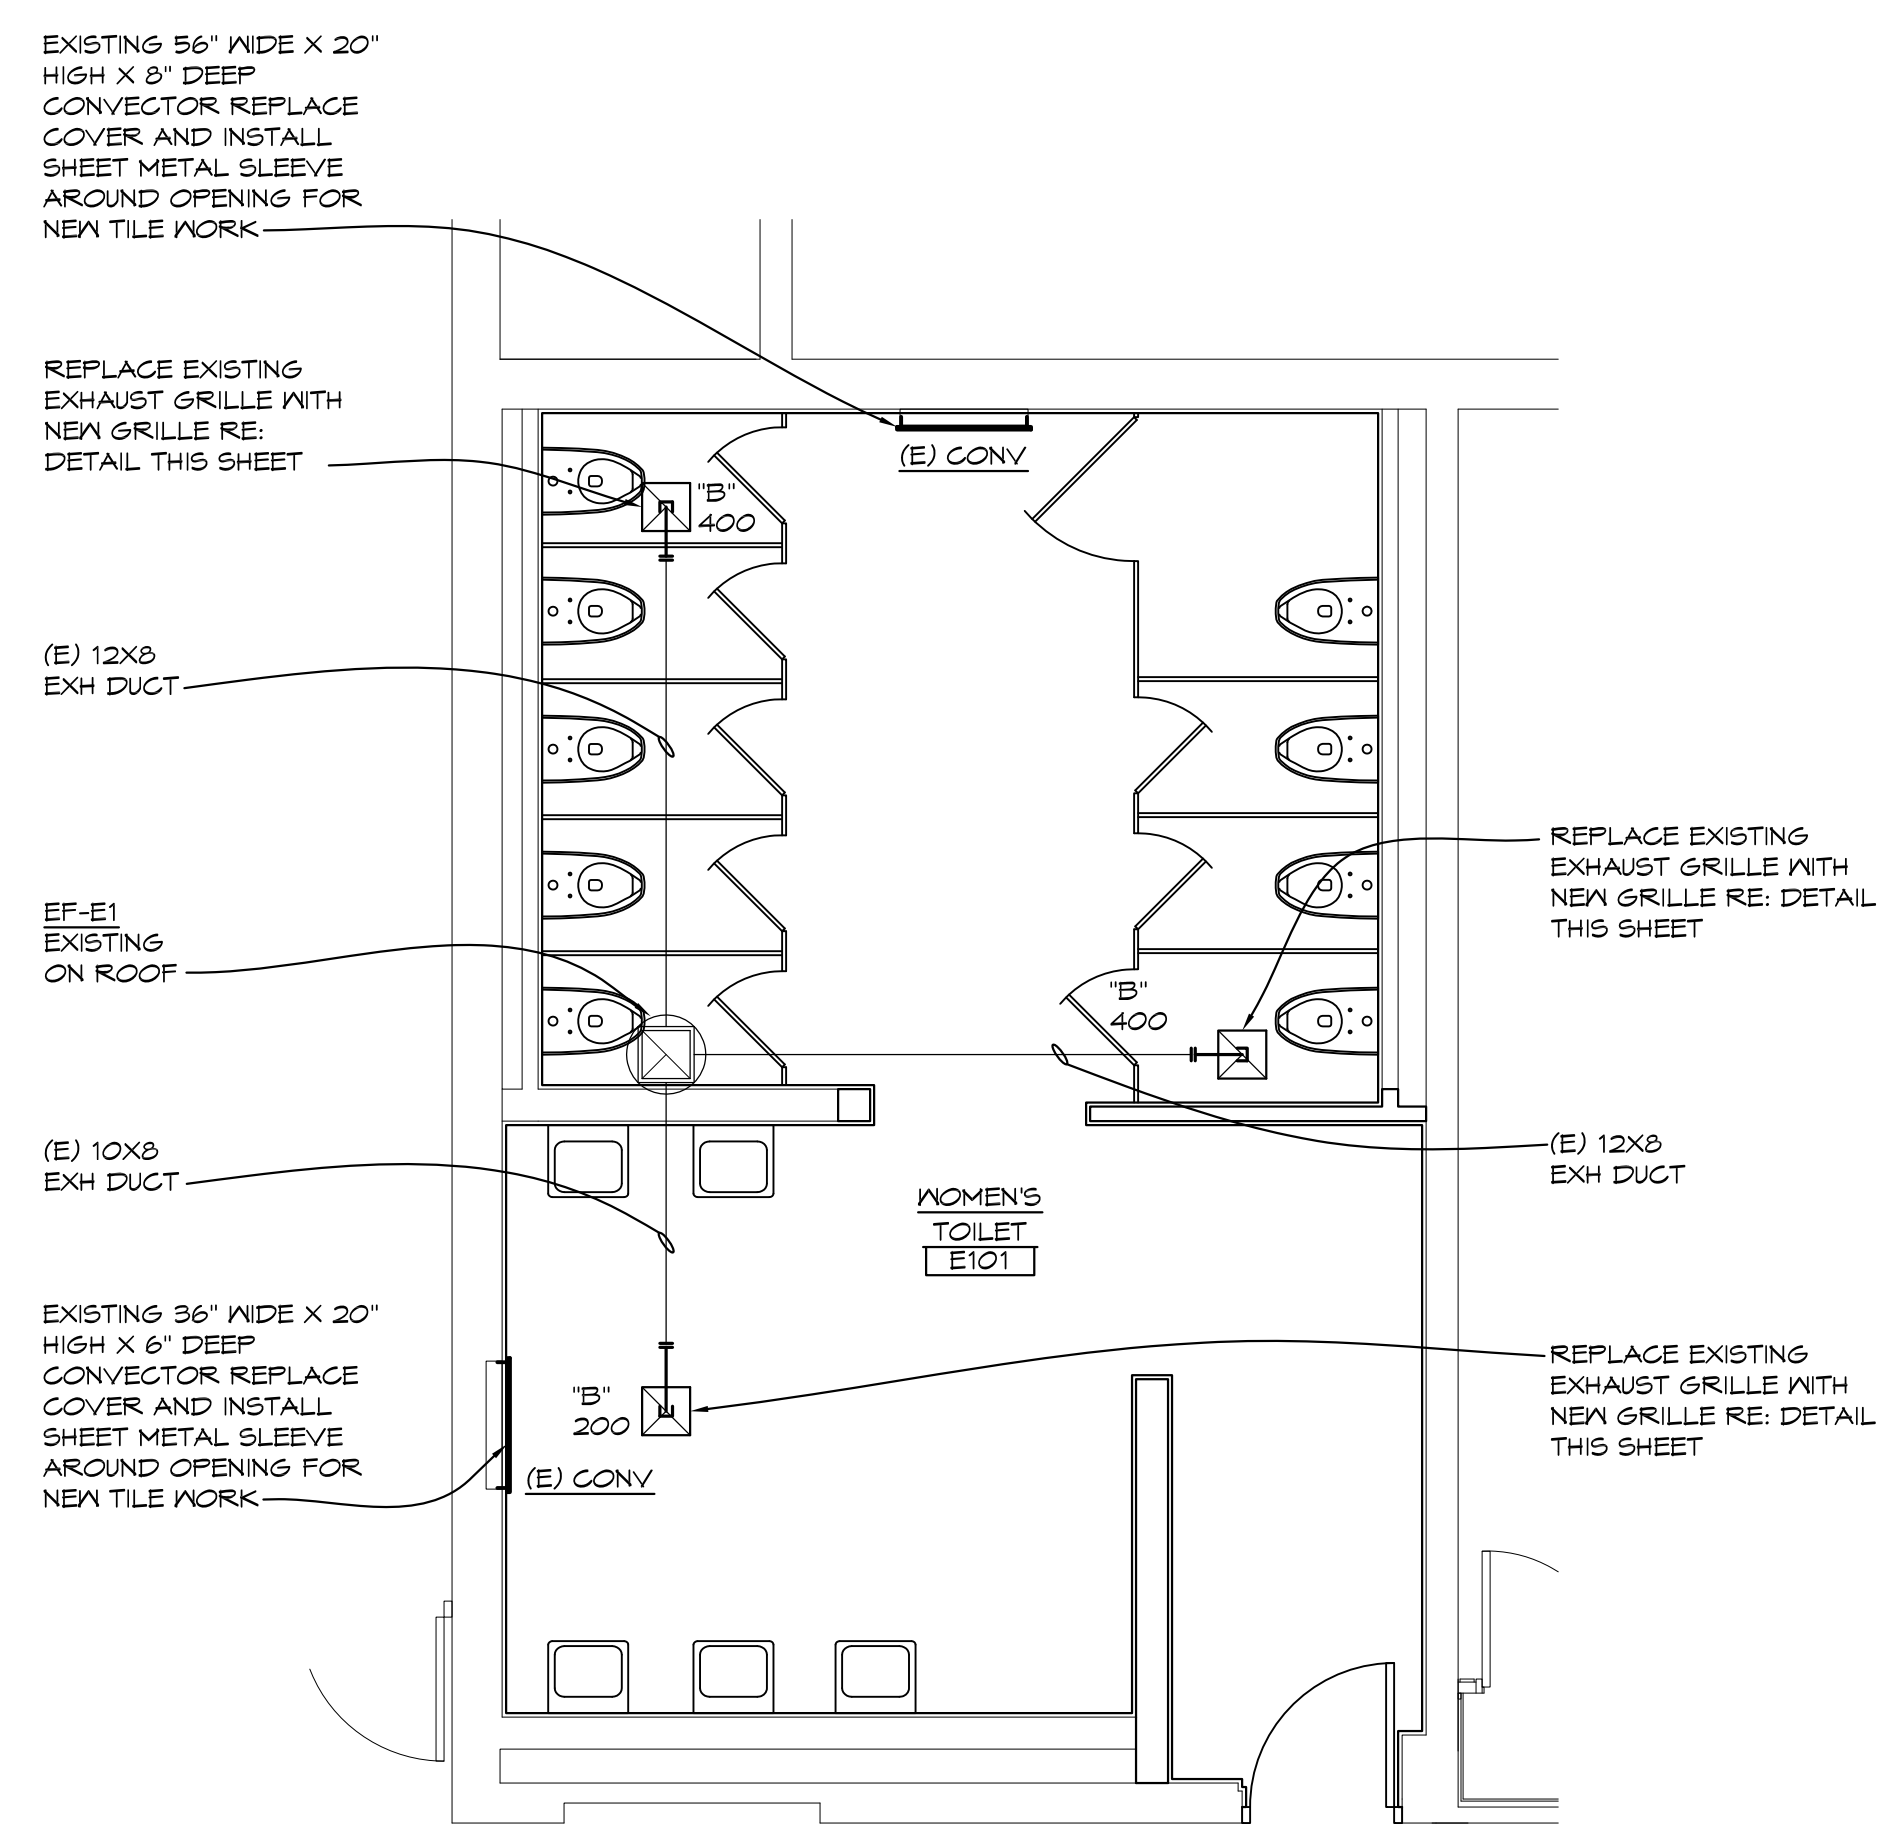 EXISTING 56" WIDE X 20"
HIGH X 8" DEEP
CONVECTOR REPLACE
COVER AND INSTALL
SHEET METAL SLEEVE
AROUND OPENING FOR
NEW TILE WORK
REPLACE EXISTING
EXHAUST GRILLE WITH
NEW GRILLE RE:
DETAIL THIS SHEET
(E) CONV
"B"
400
(E) 12X8
EXH DUCT
REPLACE EXISTING
EXHAUST GRILLE WITH
NEW GRILLE RE: DETAIL
THIS SHEET
EF-E1
EXISTING
ON ROOF
"B"
400
(E) 10X8
EXH DUCT
(E) 12X8
EXH DUCT
WOMEN'S
TOILET
E101
EXISTING 36" WIDE X 20"
HIGH X 6" DEEP
CONVECTOR REPLACE
COVER AND INSTALL
SHEET METAL SLEEVE
AROUND OPENING FOR
NEW TILE WORK
"B"
200
(E) CONV
REPLACE EXISTING
EXHAUST GRILLE WITH
NEW GRILLE RE: DETAIL
THIS SHEET